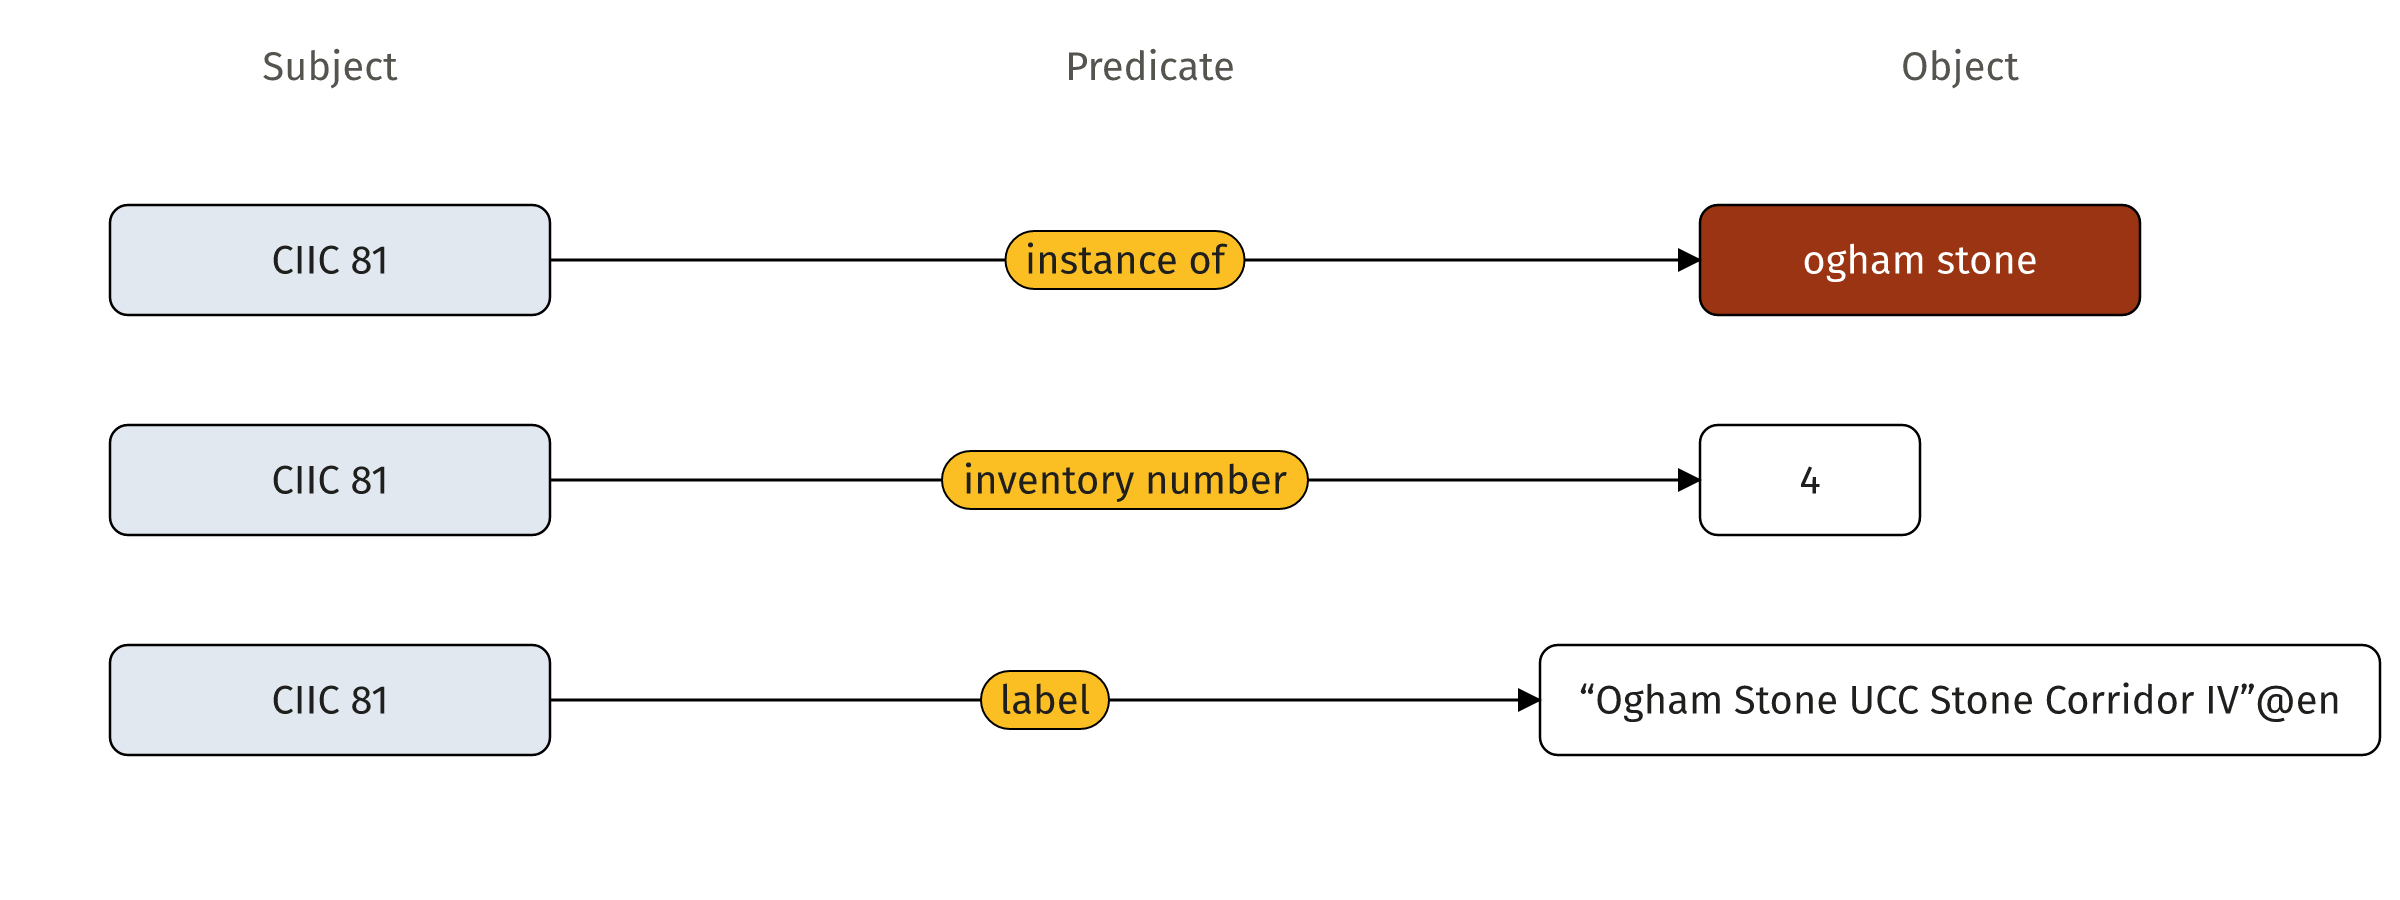 Subject Predicate Object
CIIC 81 instance of ogham stone
CIIC 81 inventory number 4
CIIC 81 label “Ogham Stone UCC Stone Corridor IV”@en